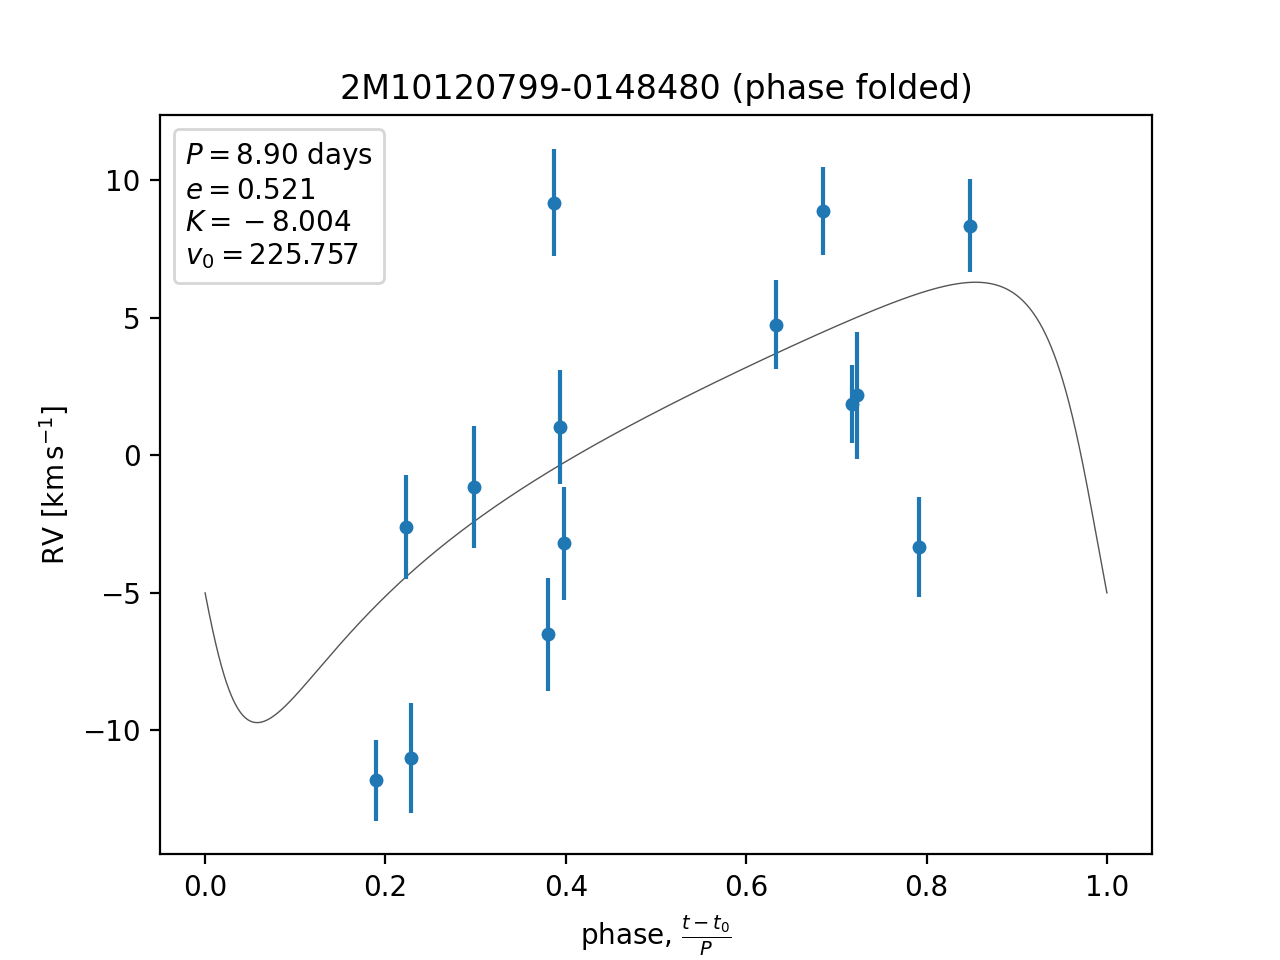 2M10120799-0148480 (phase folded)
P = 8.90 days
e = 0.521
K = −8.004
v₀ = 225.757
10
5
0
−5
−10
RV [km s⁻¹]
0.0 0.2 0.4 0.6 0.8 1.0
phase, (t − t₀)/P